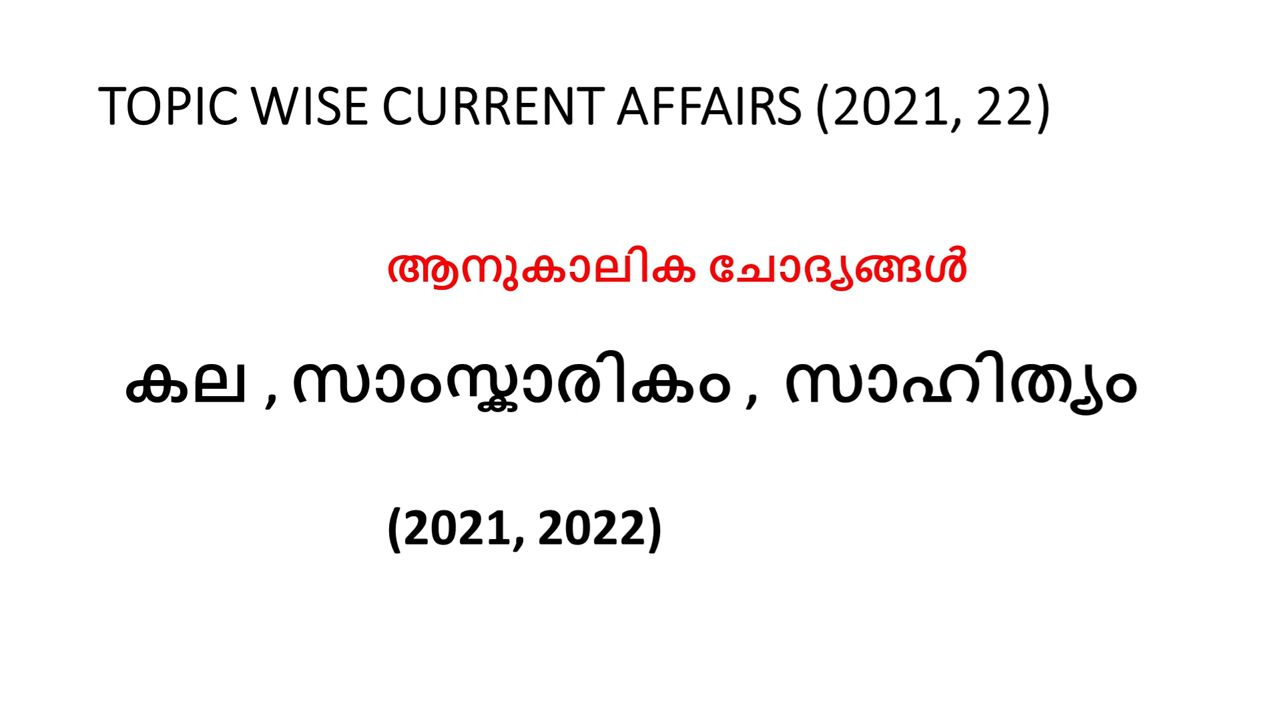 TOPIC WISE CURRENT AFFAIRS (2021, 22)
ആനുകാലിക ചോദ്യങ്ങൾ
കല , സാംസ്കാരികം , സാഹിത്യം
(2021, 2022)